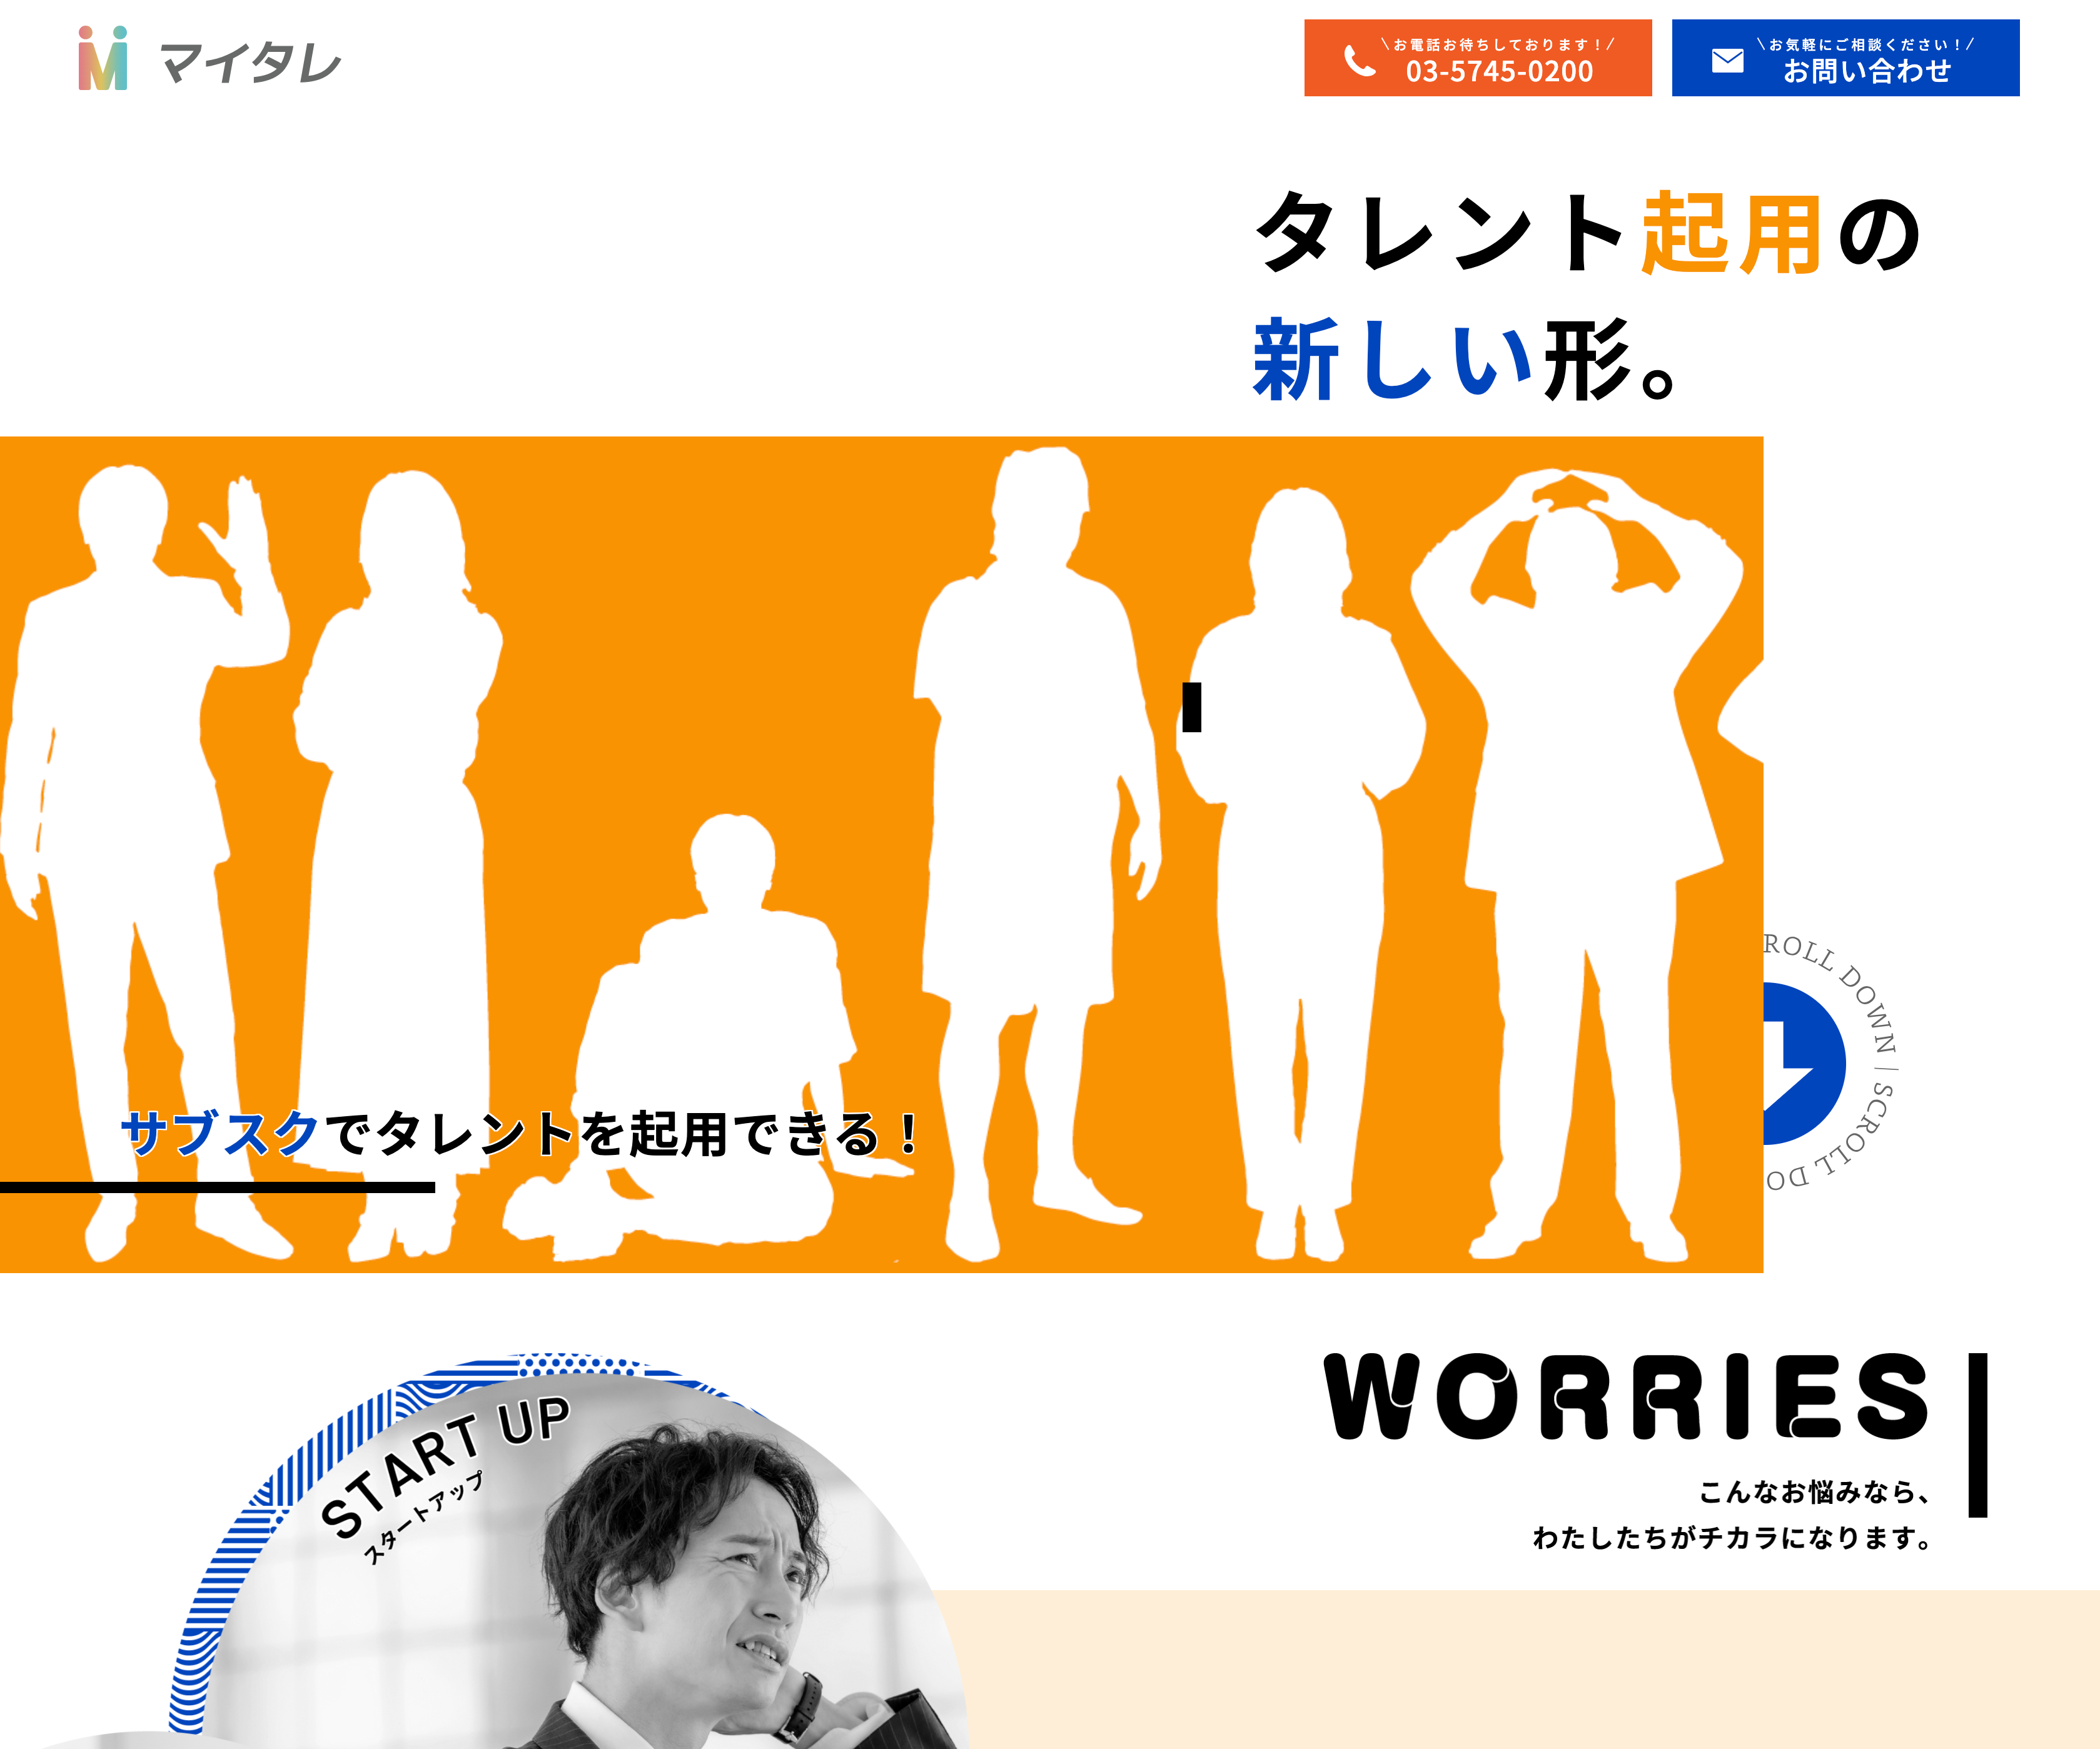 マイタレ
\お電話お待ちしております！/
03-5745-0200
\お気軽にご相談ください！/
お問い合わせ
タレント起用の
新しい形。
ROLL DOWN | SCROLL DO
サブスクでタレントを起用できる！
START UP
スタートアップ
WORRIES
こんなお悩みなら、
わたしたちがチカラになります。